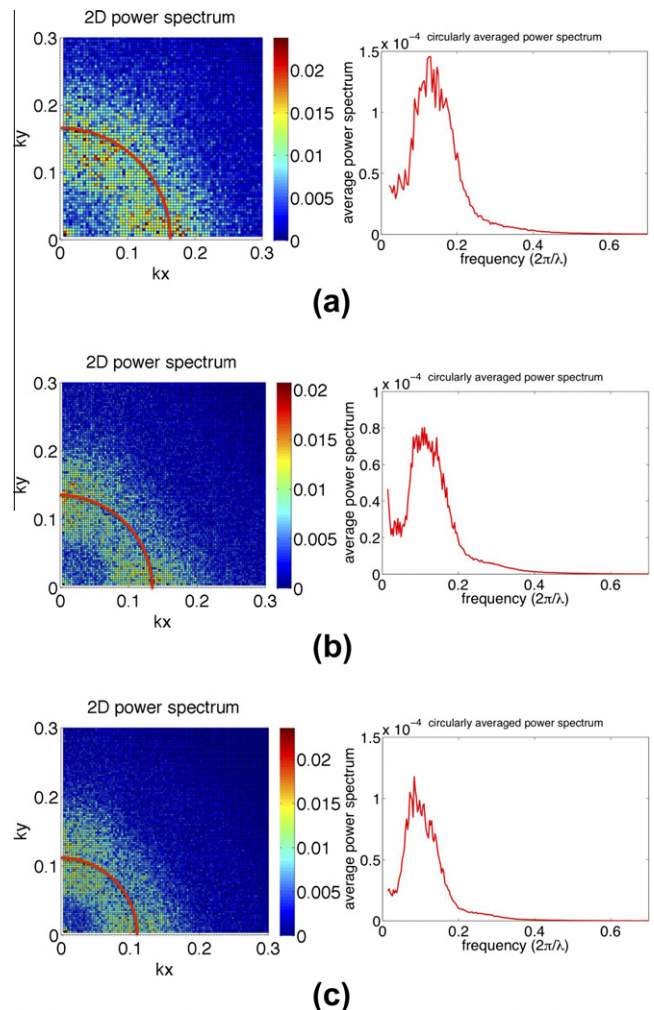 2D power spectrum
0.3
0.2
0.1
0
ky
0 0.1 0.2 0.3
kx
0.02
0.015
0.01
0.005
0
x 10⁻⁴ circularly averaged power spectrum
1.5
1
0.5
0
average power spectrum
0 0.2 0.4 0.6
frequency (2π/λ)
(a)
2D power spectrum
0.3
0.2
0.1
0
ky
0 0.1 0.2 0.3
kx
0.02
0.015
0.01
0.005
0
x 10⁻⁴ circularly averaged power spectrum
1
0.8
0.6
0.4
0.2
0
average power spectrum
0 0.2 0.4 0.6
frequency (2π/λ)
(b)
2D power spectrum
0.3
0.2
0.1
0
ky
0 0.1 0.2 0.3
kx
0.02
0.015
0.01
0.005
0
x 10⁻⁴ circularly averaged power spectrum
1.5
1
0.5
0
average power spectrum
0 0.2 0.4 0.6
frequency (2π/λ)
(c)